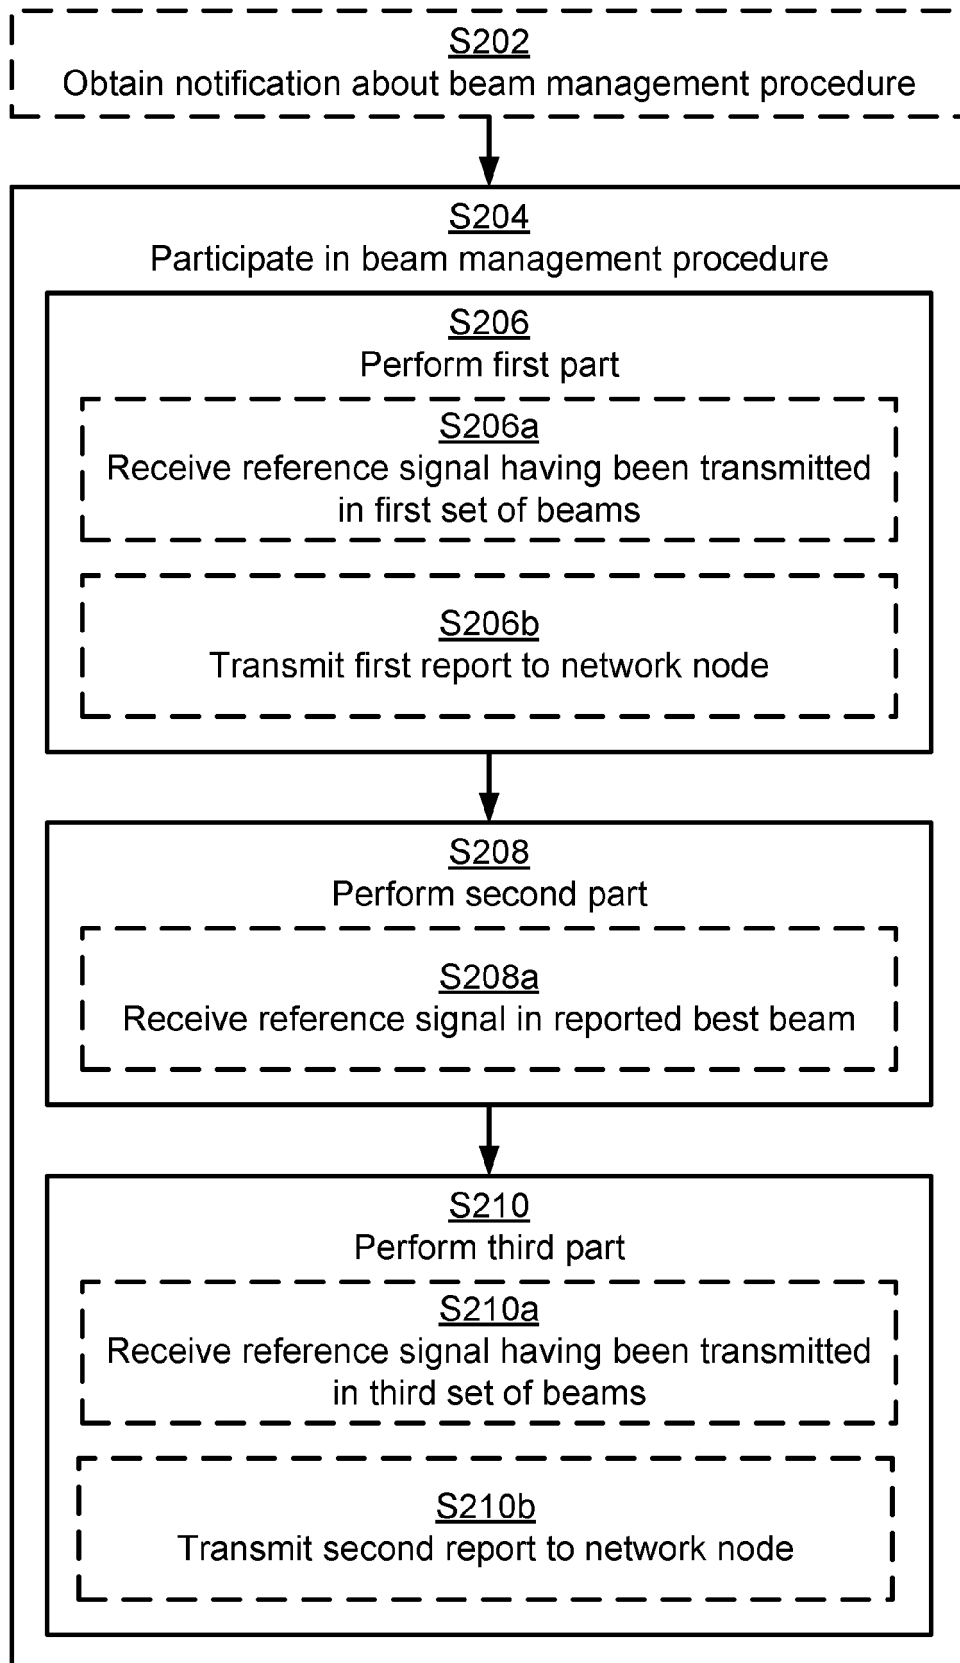 S202
Obtain notification about beam management procedure
S204
Participate in beam management procedure
S206
Perform first part
S206a
Receive reference signal having been transmitted
in first set of beams
S206b
Transmit first report to network node
S208
Perform second part
S208a
Receive reference signal in reported best beam
S210
Perform third part
S210a
Receive reference signal having been transmitted
in third set of beams
S210b
Transmit second report to network node